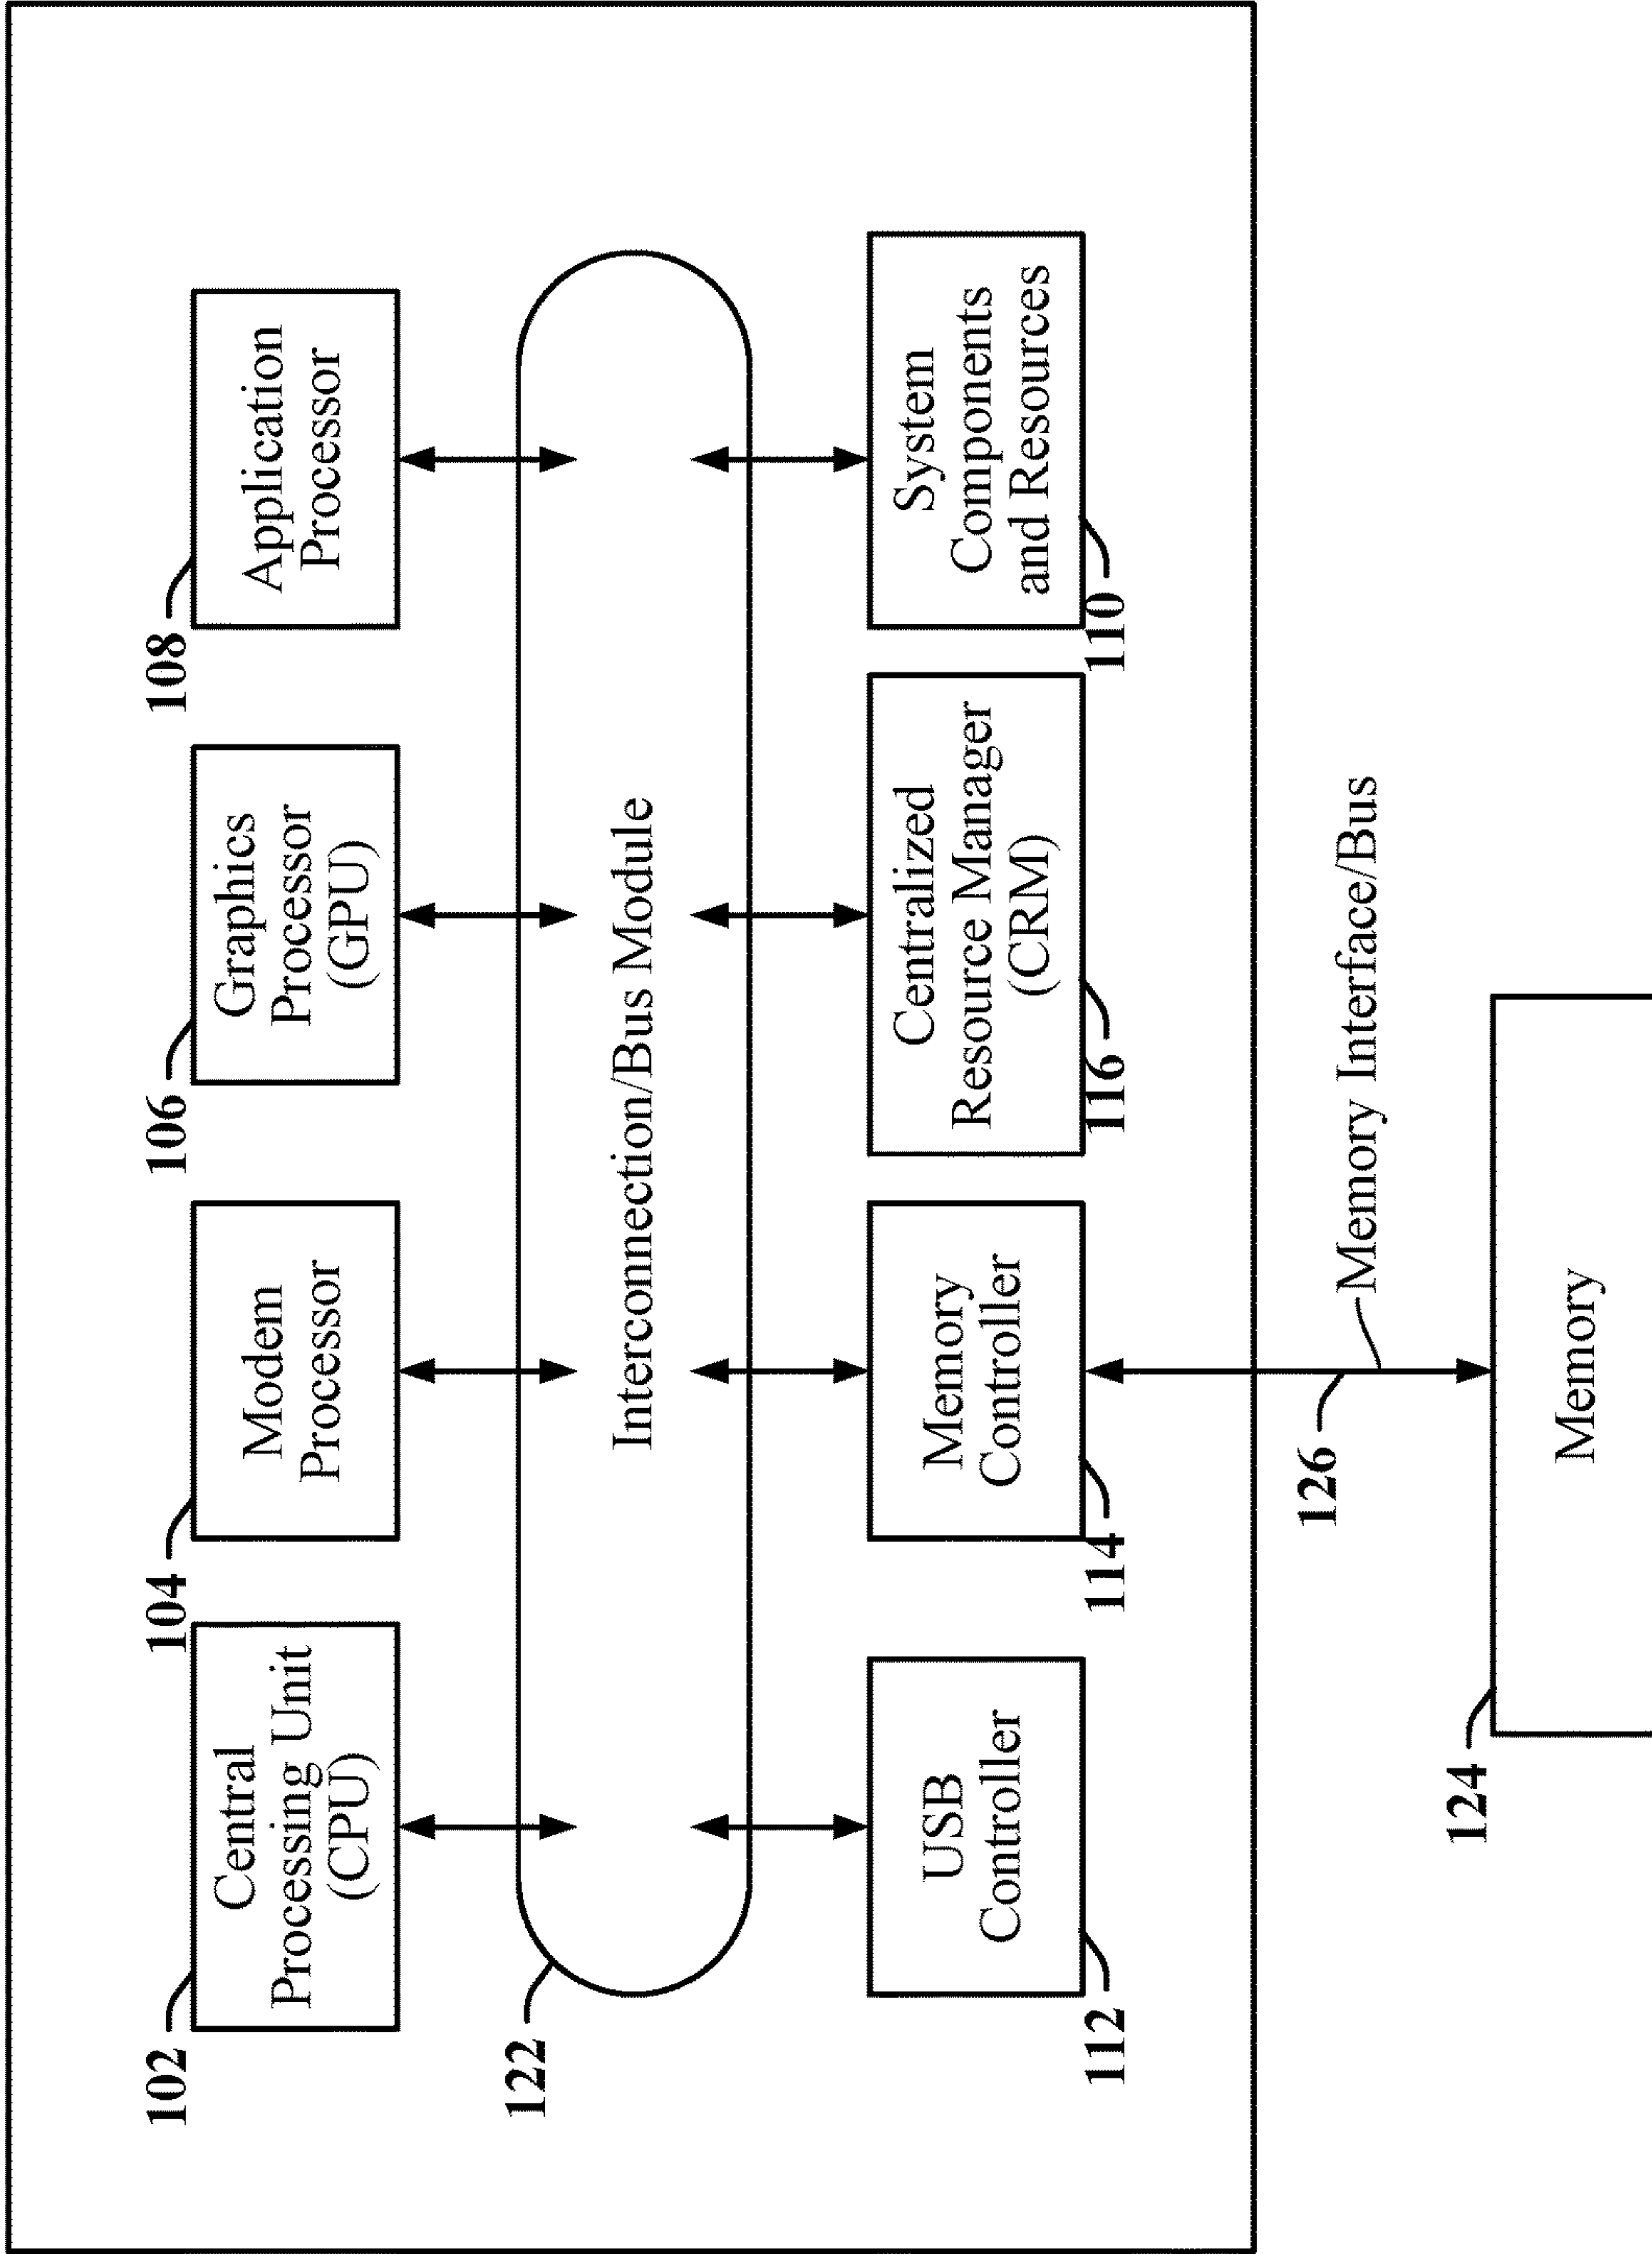 102
Central
Processing Unit
(CPU)
104
Modem
Processor
106
Graphics
Processor
(GPU)
108
Application
Processor
122
Interconnection/Bus Module
112
USB
Controller
114
Memory
Controller
116
Centralized
Resource Manager
(CRM)
110
System
Components
and Resources
126
Memory Interface/Bus
124
Memory